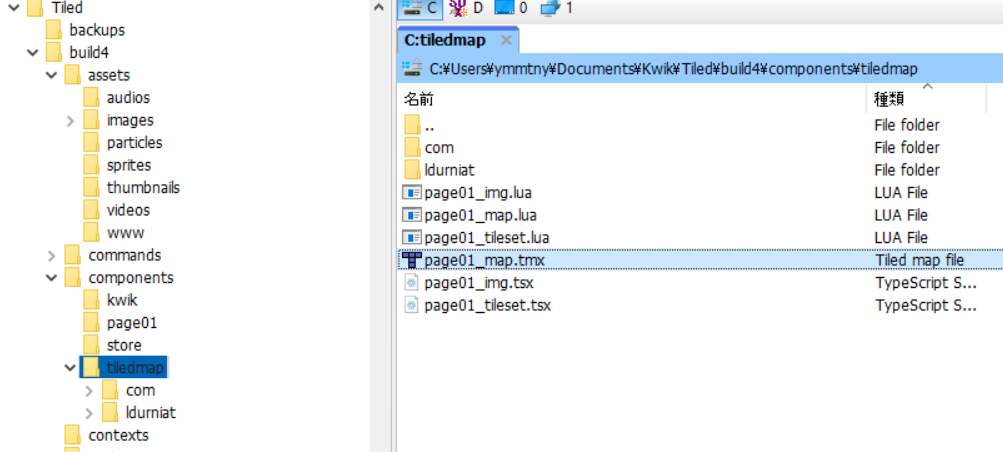 Tiled
backups
build4
assets
audios
images
particles
sprites
thumbnails
videos
www
commands
components
kwik
page01
store
tiledmap
com
ldurniat
contexts
C D 0 1
C:tiledmap
C:¥Users¥ymmtny¥Documents¥Kwik¥Tiled¥build4¥components¥tiledmap
名前 種類
.. File folder
com File folder
ldurniat File folder
page01_img.lua LUA File
page01_map.lua LUA File
page01_tileset.lua LUA File
page01_map.tmx Tiled map file
page01_img.tsx TypeScript S...
page01_tileset.tsx TypeScript S...